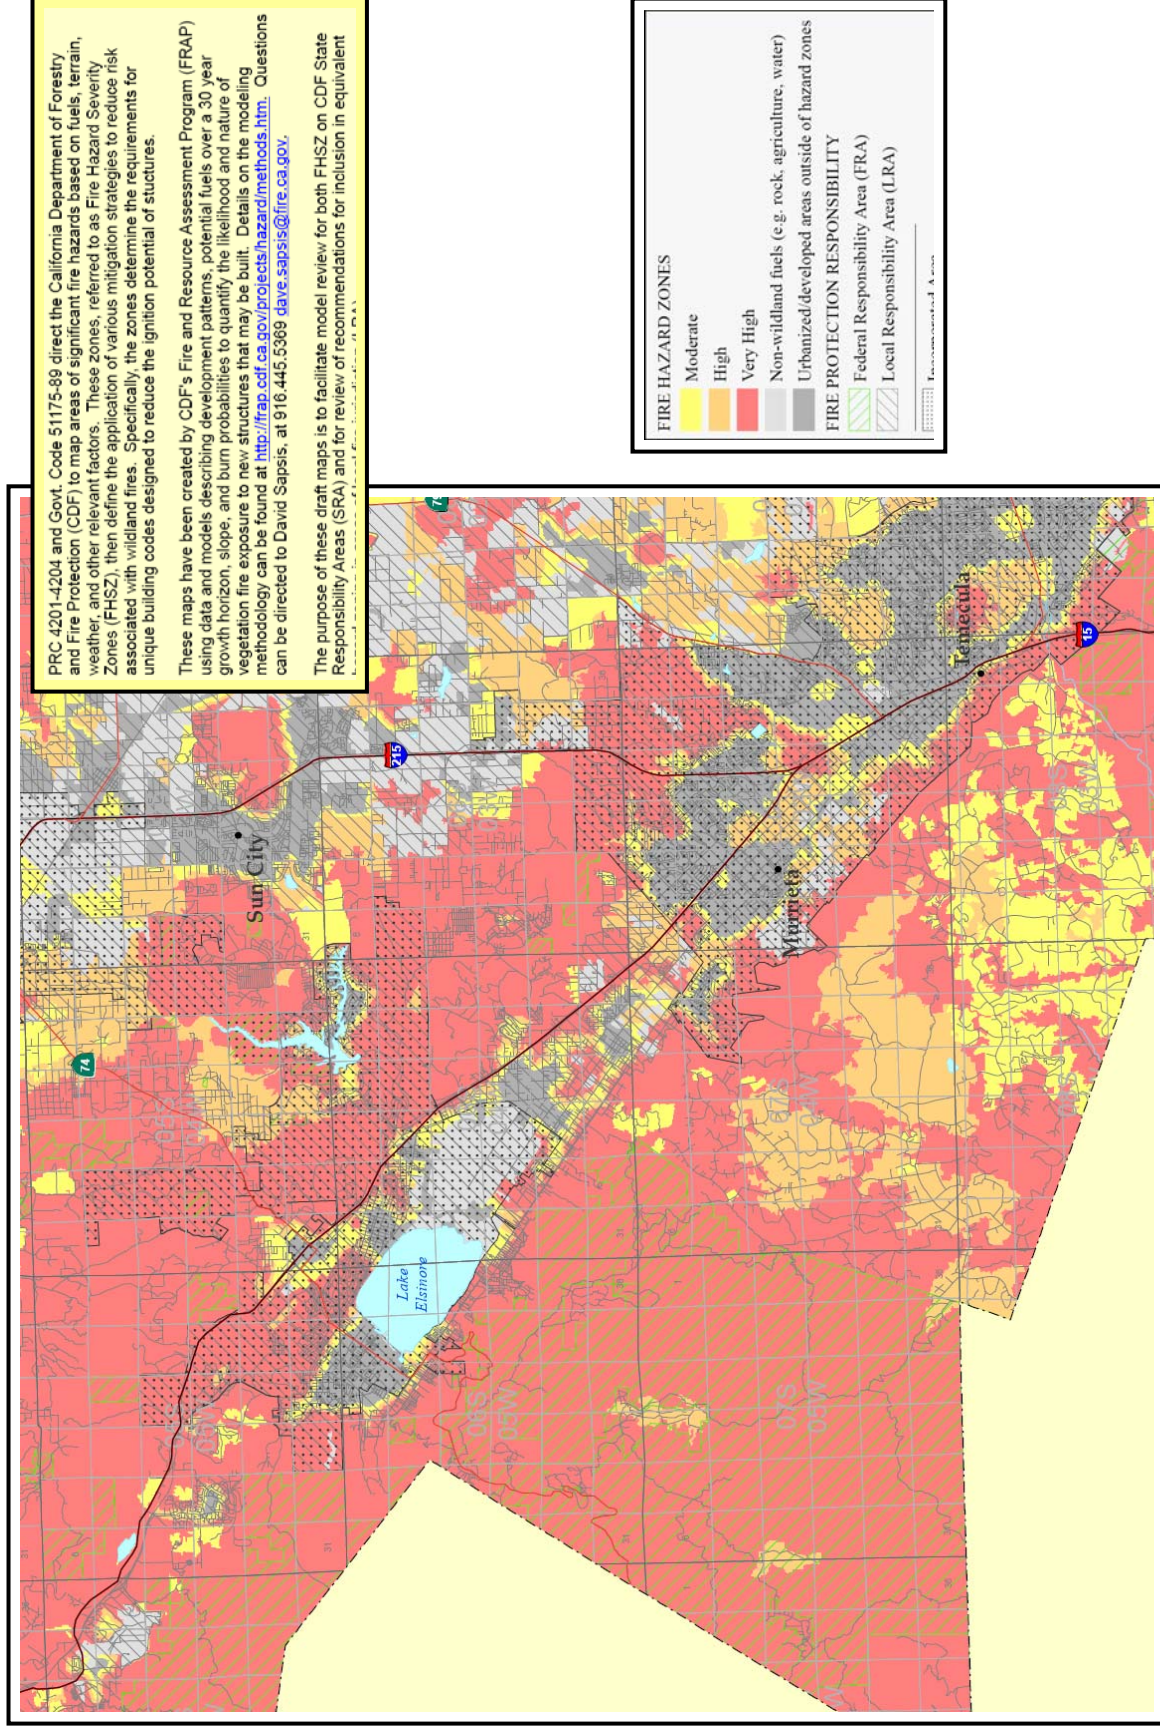 PRC 4201-4204 and Govt. Code 51175-89 direct the California Department of Forestry
and Fire Protection (CDF) to map areas of significant fire hazards based on fuels, terrain,
weather, and other relevant factors. These zones, referred to as Fire Hazard Severity
Zones (FHSZ), then define the application of various mitigation strategies to reduce risk
associated with wildland fires. Specifically, the zones determine the requirements for
unique building codes designed to reduce the ignition potential of stuctures.
These maps have been created by CDF's Fire and Resource Assessment Program (FRAP)
using data and models describing development patterns, potential fuels over a 30 year
growth horizon, slope, and burn probabilities to quantify the likelihood and nature of
vegetation fire exposure to new structures that may be built. Details on the modeling
methodology can be found at http://frap.cdf.ca.gov/projects/hazard/methods.htm. Questions
can be directed to David Sapsis, at 916.445.5369 dave.sapsis@fire.ca.gov.
The purpose of these draft maps is to facilitate model review for both FHSZ on CDF State
Responsibility Areas (SRA) and for review of recommendations for inclusion in equivalent
FIRE HAZARD ZONES
Moderate
High
Very High
Non-wildland fuels (e.g. rock, agriculture, water)
Urbanized/developed areas outside of hazard zones
FIRE PROTECTION RESPONSIBILITY
Federal Responsibility Area (FRA)
Local Responsibility Area (LRA)
74
Sun City
215
Lake
Elsinore
Murrieta
Temecula
15
06S
05W
07S
04W
07S
05W